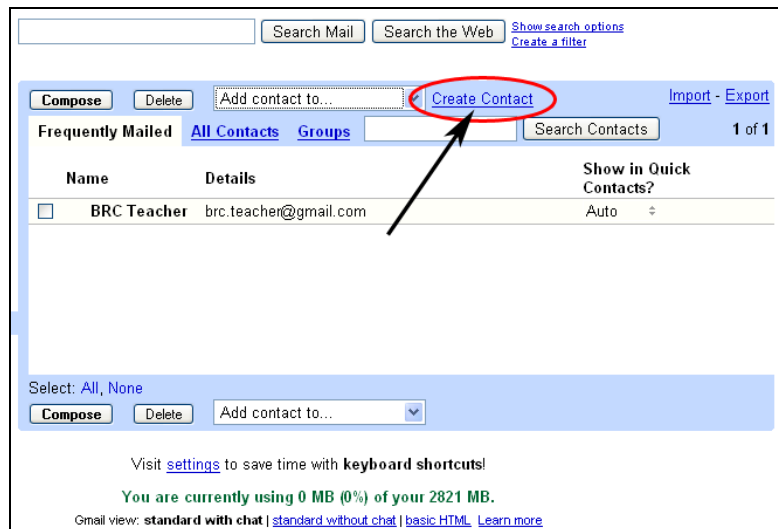 Search Mail Search the Web Show search options
Create a filter
Compose Delete Add contact to... Create Contact Import - Export
Frequently Mailed All Contacts Groups Search Contacts 1 of 1
Name Details Show in Quick Contacts?
BRC Teacher brc.teacher@gmail.com Auto
Select: All, None
Compose Delete Add contact to...
Visit settings to save time with keyboard shortcuts!
You are currently using 0 MB (0%) of your 2821 MB.
Gmail view: standard with chat | standard without chat | basic HTML Learn more